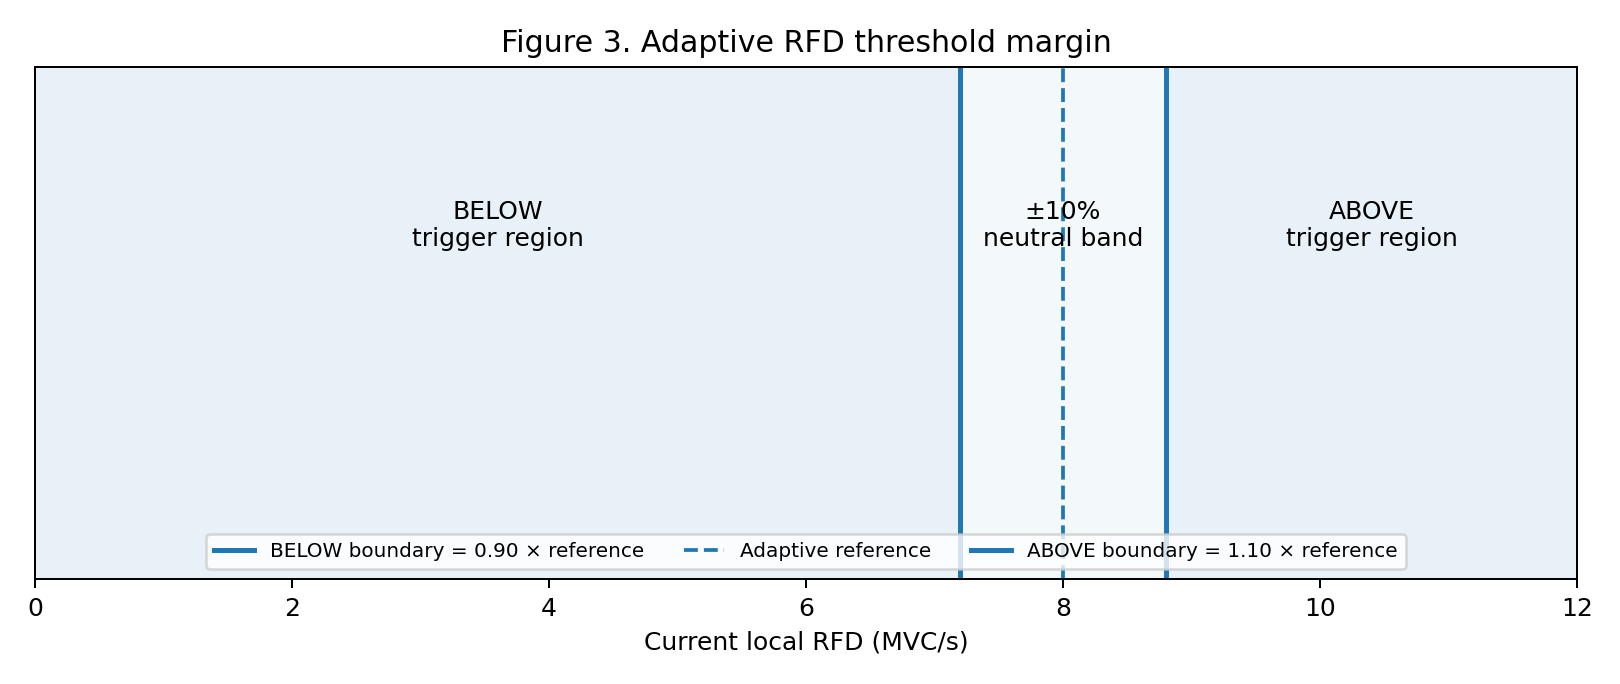 Figure 3. Adaptive RFD threshold margin
BELOW
trigger region
±10%
neutral band
ABOVE
trigger region
BELOW boundary = 0.90 × reference
Adaptive reference
ABOVE boundary = 1.10 × reference
0 2 4 6 8 10 12
Current local RFD (MVC/s)